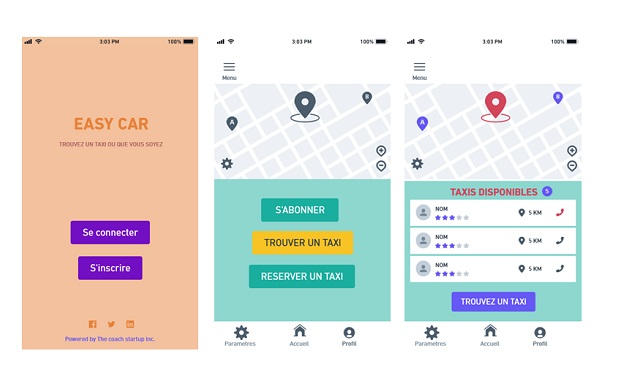 3:03 PM 100%
EASY CAR
TROUVEZ UN TAXI OU QUE VOUS SOYEZ
Se connecter
S'inscrire
Powered by The coach startup inc.
3:03 PM 100%
Menu
A
B
S'ABONNER
TROUVER UN TAXI
RESERVER UN TAXI
Parametres Accueil Profil
3:03 PM 100%
Menu
A
B
TAXIS DISPONIBLES 5
NOM
5 KM
NOM
5 KM
NOM
5 KM
TROUVEZ UN TAXI
Parametres Accueil Profil